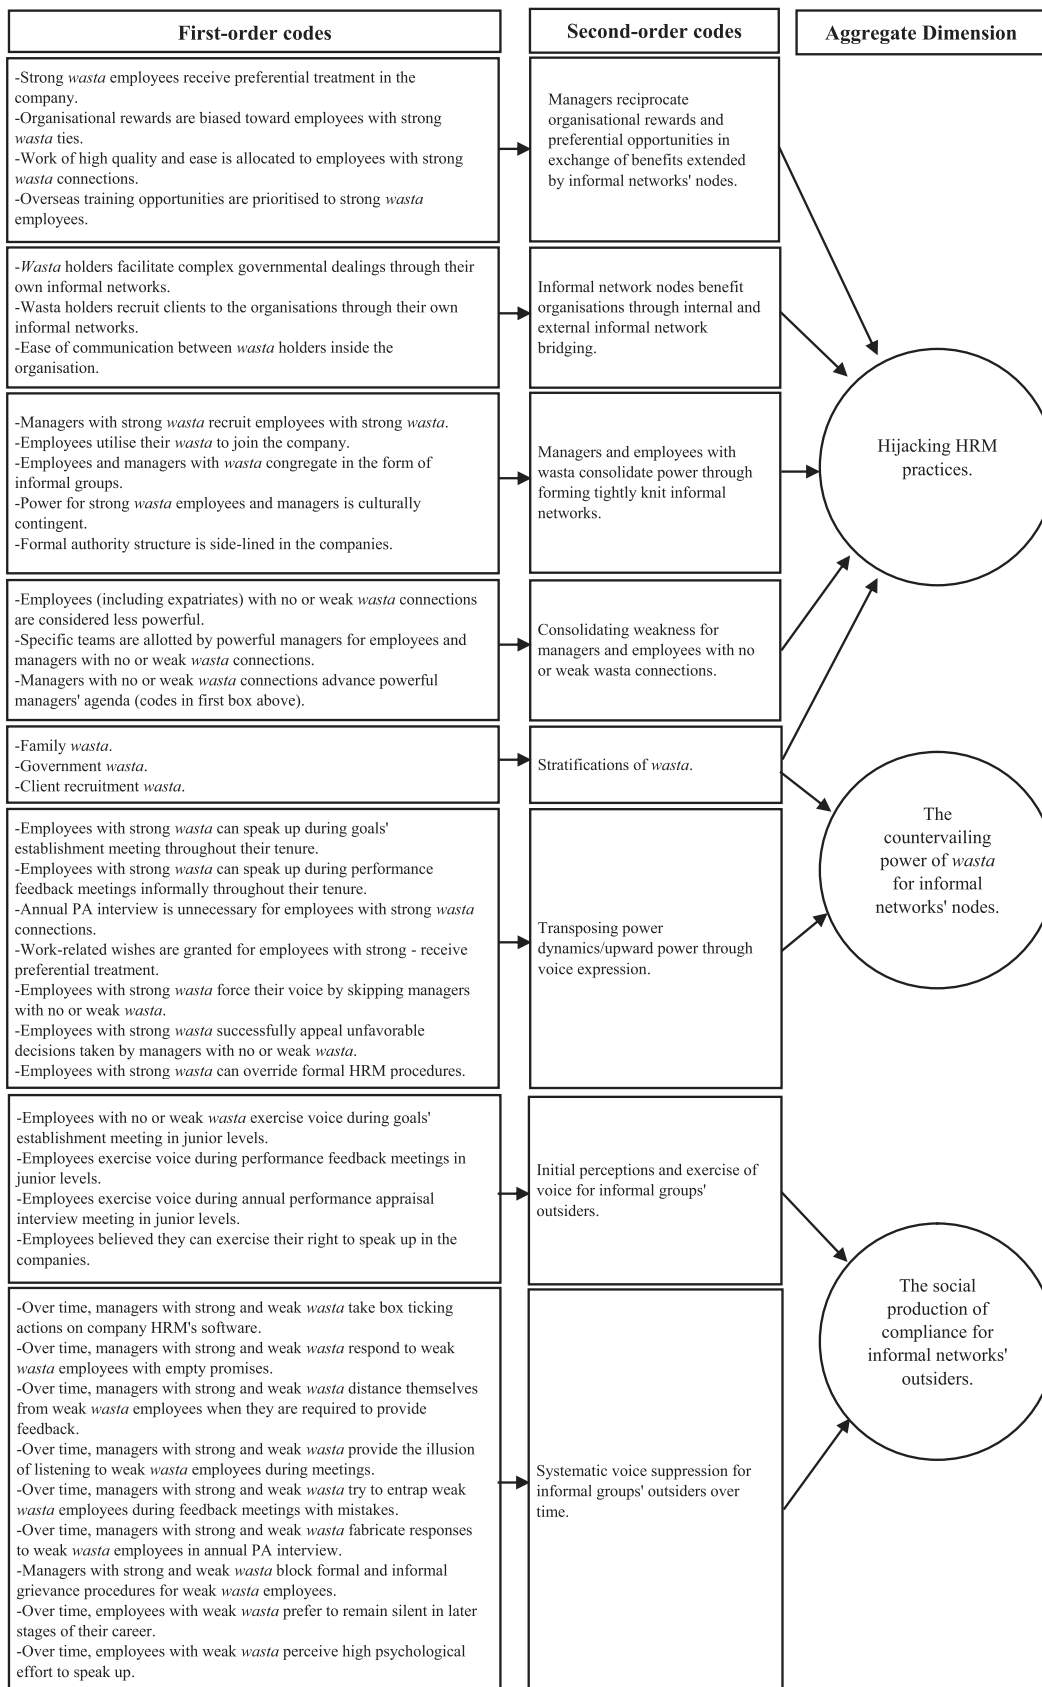 First-order codes
Second-order codes
Aggregate Dimension
-Strong wasta employees receive preferential treatment in the
company.
-Organisational rewards are biased toward employees with strong
wasta ties.
-Work of high quality and ease is allocated to employees with strong
wasta connections.
-Overseas training opportunities are prioritised to strong wasta
employees.
Managers reciprocate
organisational rewards and
preferential opportunities in
exchange of benefits extended
by informal networks' nodes.
-Wasta holders facilitate complex governmental dealings through their
own informal networks.
-Wasta holders recruit clients to the organisations through their own
informal networks.
-Ease of communication between wasta holders inside the
organisation.
Informal network nodes benefit
organisations through internal and
external informal network
bridging.
-Managers with strong wasta recruit employees with strong wasta.
-Employees utilise their wasta to join the company.
-Employees and managers with wasta congregate in the form of
informal groups.
-Power for strong wasta employees and managers is culturally
contingent.
-Formal authority structure is side-lined in the companies.
Managers and employees with
wasta consolidate power through
forming tightly knit informal
networks.
Hijacking HRM
practices.
-Employees (including expatriates) with no or weak wasta connections
are considered less powerful.
-Specific teams are allotted by powerful managers for employees and
managers with no or weak wasta connections.
-Managers with no or weak wasta connections advance powerful
managers' agenda (codes in first box above).
Consolidating weakness for
managers and employees with no
or weak wasta connections.
-Family wasta.
-Government wasta.
-Client recruitment wasta.
Stratifications of wasta.
-Employees with strong wasta can speak up during goals'
establishment meeting throughout their tenure.
-Employees with strong wasta can speak up during performance
feedback meetings informally throughout their tenure.
-Annual PA interview is unnecessary for employees with strong wasta
connections.
-Work-related wishes are granted for employees with strong - receive
preferential treatment.
-Employees with strong wasta force their voice by skipping managers
with no or weak wasta.
-Employees with strong wasta successfully appeal unfavorable
decisions taken by managers with no or weak wasta.
-Employees with strong wasta can override formal HRM procedures.
Transposing power
dynamics/upward power through
voice expression.
The
countervailing
power of wasta
for informal
networks' nodes.
-Employees with no or weak wasta exercise voice during goals'
establishment meeting in junior levels.
-Employees exercise voice during performance feedback meetings in
junior levels.
-Employees exercise voice during annual performance appraisal
interview meeting in junior levels.
-Employees believed they can exercise their right to speak up in the
companies.
Initial perceptions and exercise of
voice for informal groups'
outsiders.
-Over time, managers with strong and weak wasta take box ticking
actions on company HRM's software.
-Over time, managers with strong and weak wasta respond to weak
wasta employees with empty promises.
-Over time, managers with strong and weak wasta distance themselves
from weak wasta employees when they are required to provide
feedback.
-Over time, managers with strong and weak wasta provide the illusion
of listening to weak wasta employees during meetings.
-Over time, managers with strong and weak wasta try to entrap weak
wasta employees during feedback meetings with mistakes.
-Over time, managers with strong and weak wasta fabricate responses
to weak wasta employees in annual PA interview.
-Managers with strong and weak wasta block formal and informal
grievance procedures for weak wasta employees.
-Over time, employees with weak wasta prefer to remain silent in later
stages of their career.
-Over time, employees with weak wasta perceive high psychological
effort to speak up.
Systematic voice suppression for
informal groups' outsiders over
time.
The social
production of
compliance for
informal networks'
outsiders.